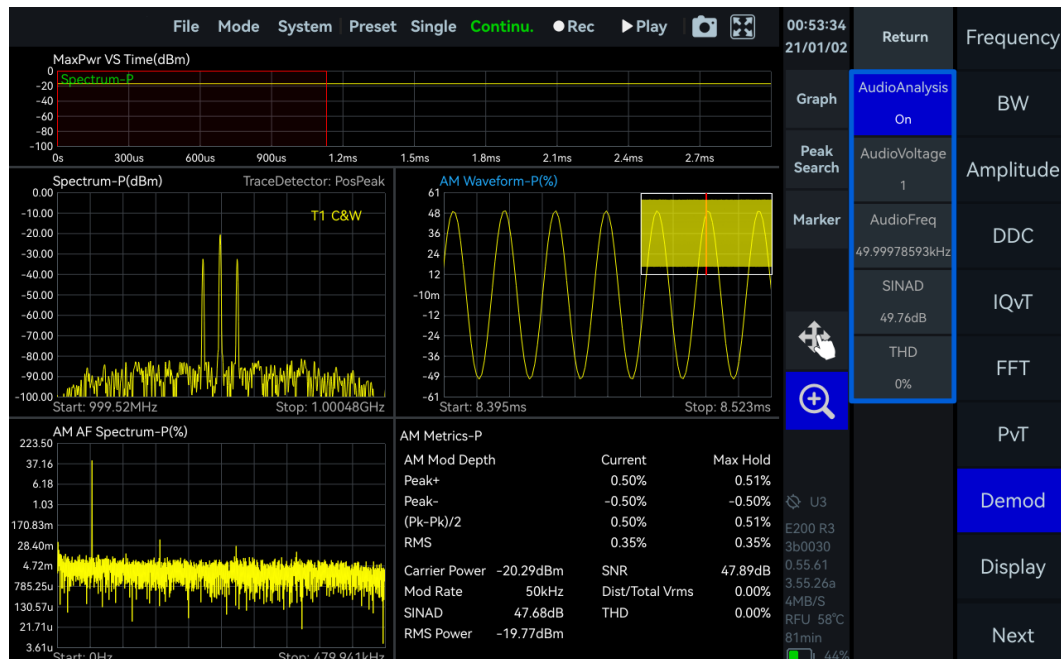 File Mode System Preset Single Continu. Rec Play
00:53:34
21/01/02
Return
Frequency
MaxPwr VS Time(dBm)
Spectrum-P
0
-20
-40
-60
-80
-100
0s 300us 600us 900us 1.2ms 1.5ms 1.8ms 2.1ms 2.4ms 2.7ms
Graph
Peak
Search
Marker
AudioAnalysis
On
AudioVoltage
1
AudioFreq
49.99978593kHz
SINAD
49.76dB
THD
0%
BW
Amplitude
DDC
IQvT
FFT
PvT
Demod
Display
Next
Spectrum-P(dBm) TraceDetector: PosPeak
T1 C&W
0.00
-10.00
-20.00
-30.00
-40.00
-50.00
-60.00
-70.00
-80.00
-90.00
-100.00
Start: 999.52MHz Stop: 1.00048GHz
AM Waveform-P(%)
61
48
36
24
12
-10m
-12
-24
-36
-49
-61
Start: 8.395ms Stop: 8.523ms
AM AF Spectrum-P(%)
223.50
37.16
6.18
1.03
170.83m
28.40m
4.72m
785.25u
130.57u
21.71u
3.61u
Start: 0Hz Stop: 479.941kHz
AM Metrics-P
AM Mod Depth Current Max Hold
Peak+ 0.50% 0.51%
Peak- -0.50% -0.50%
(Pk-Pk)/2 0.50% 0.51%
RMS 0.35% 0.35%
Carrier Power -20.29dBm SNR 47.89dB
Mod Rate 50kHz Dist/Total Vrms 0.00%
SINAD 47.68dB THD 0.00%
RMS Power -19.77dBm
U3
E200 R3
3b0030
0.55.61
3.55.26a
4MB/S
RFU 58°C
81min
44%